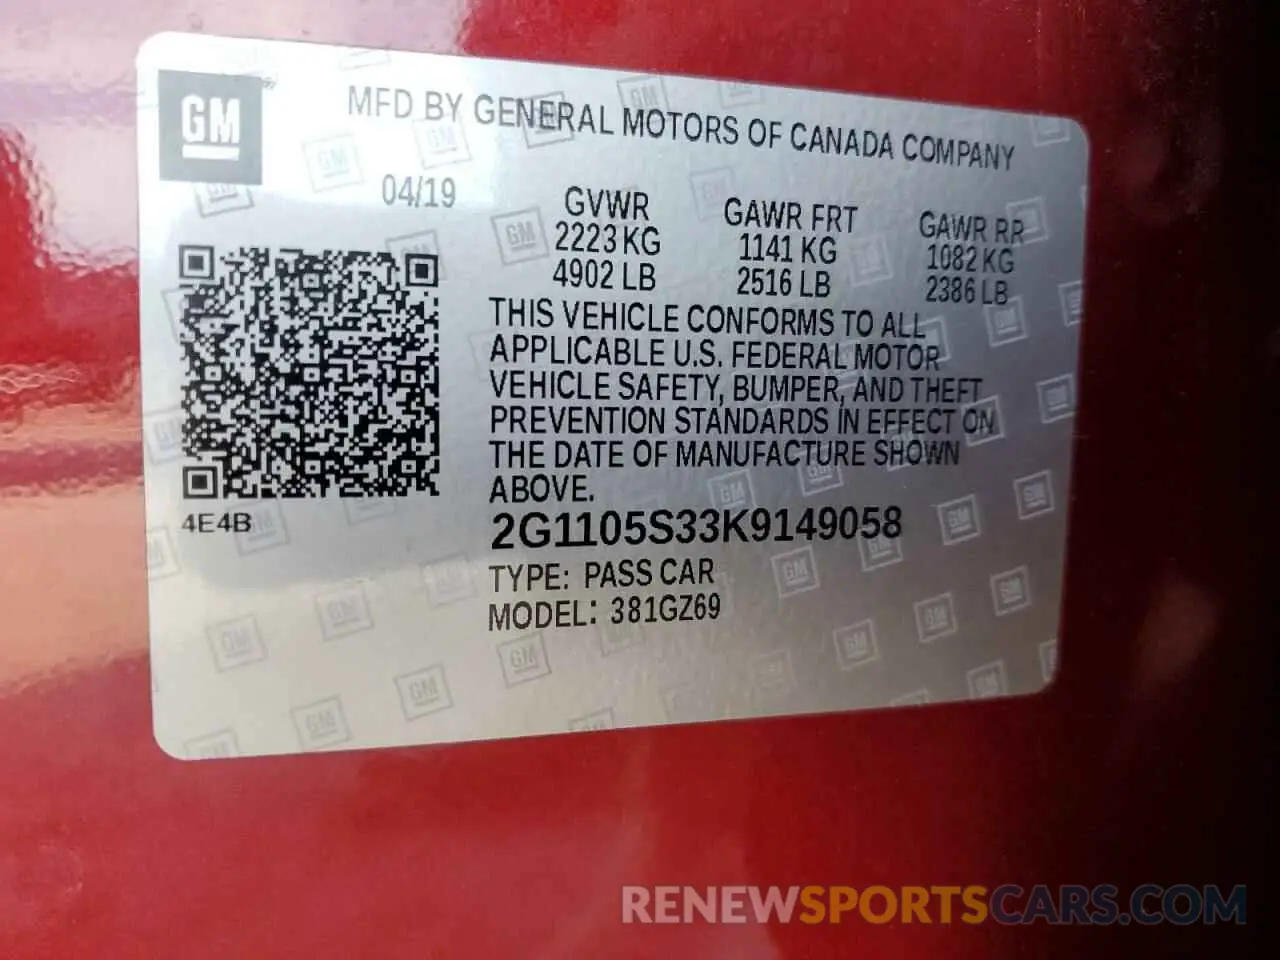 GM
MFD BY GENERAL MOTORS OF CANADA COMPANY
04/19
GVWR
2223 KG
4902 LB
GAWR FRT
1141 KG
2516 LB
GAWR RR
1082 KG
2386 LB
THIS VEHICLE CONFORMS TO ALL
APPLICABLE U.S. FEDERAL MOTOR
VEHICLE SAFETY, BUMPER, AND THEFT
PREVENTION STANDARDS IN EFFECT ON
THE DATE OF MANUFACTURE SHOWN
ABOVE.
4E4B
2G1105S33K9149058
TYPE: PASS CAR
MODEL: 381GZ69
RENEWSPORTSCARS.COM